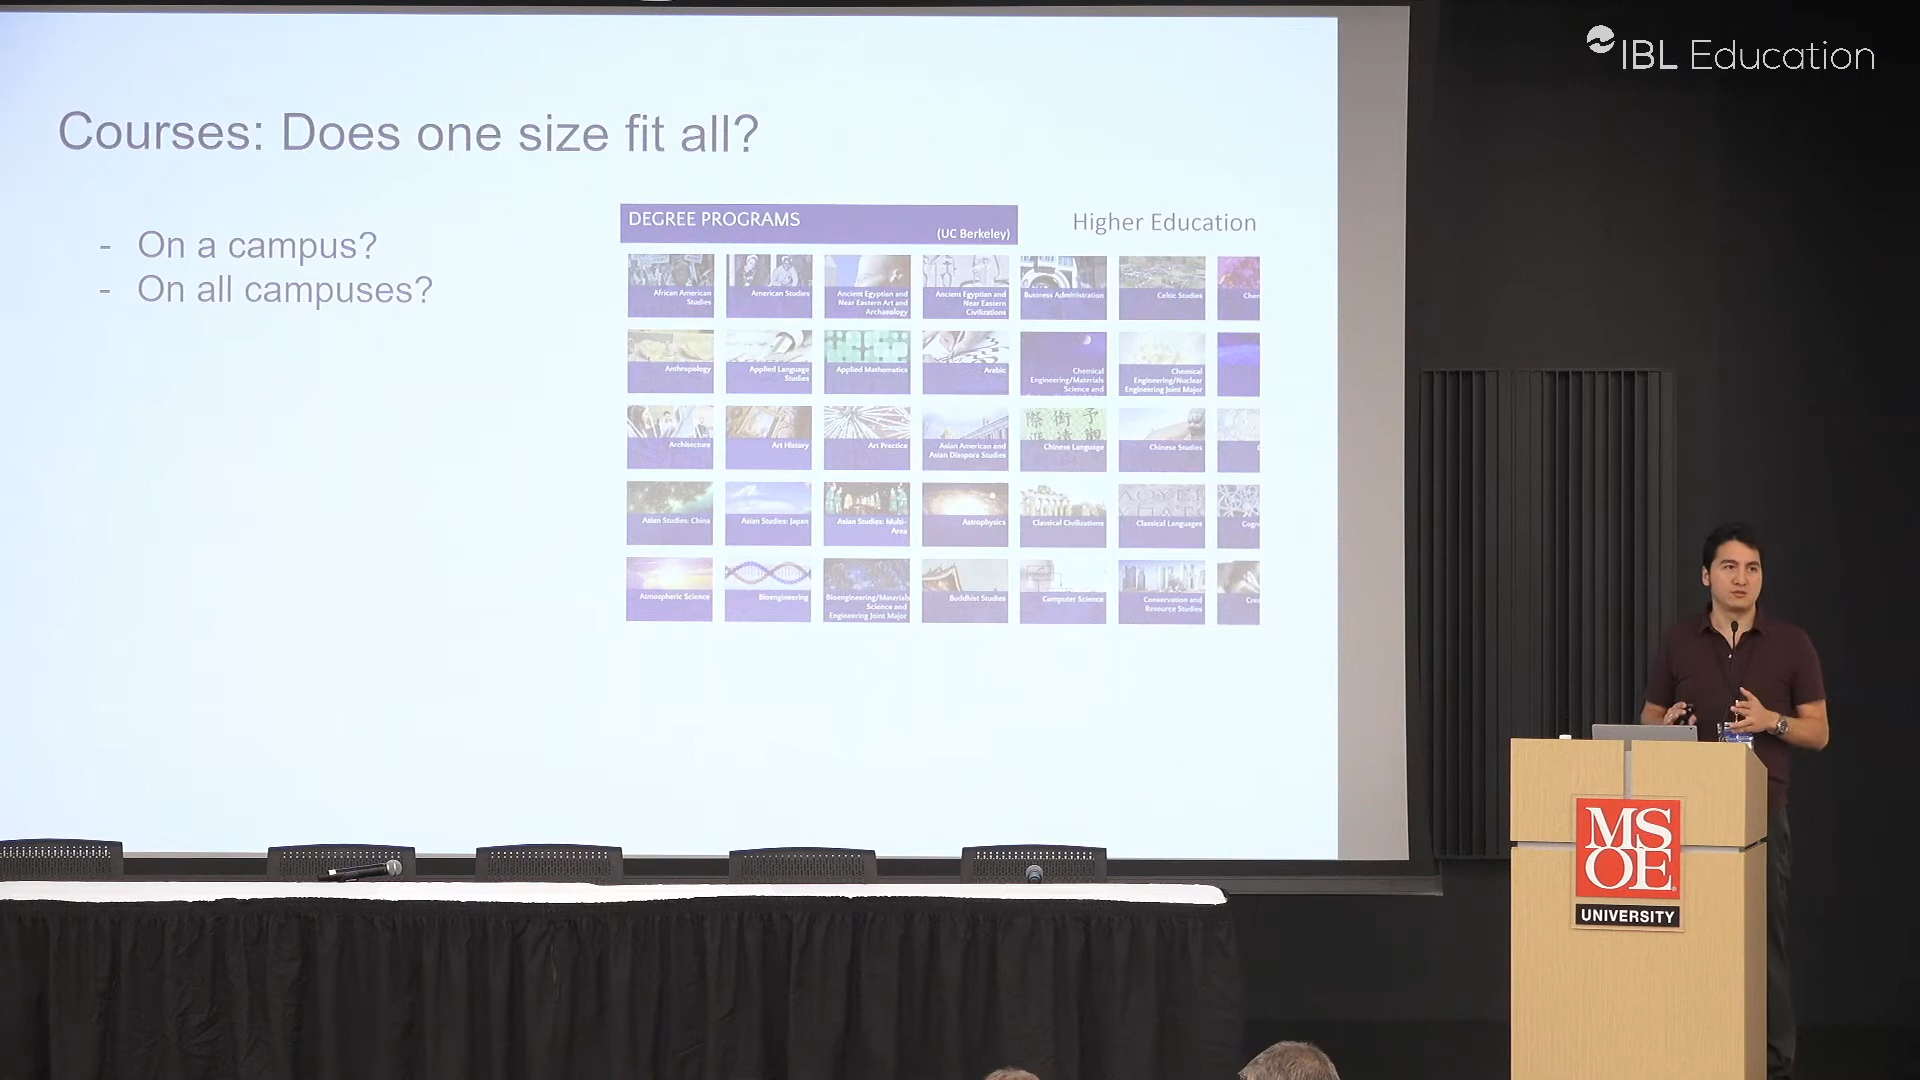 IBL Education
Courses: Does one size fit all?
- On a campus?
- On all campuses?
DEGREE PROGRAMS
(UC Berkeley)
Higher Education
African American
Studies
American Studies
Ancient Egyptian and
Near Eastern Art and
Archaeology
Ancient Egyptian and
Near Eastern
Civilizations
Business Administration
Celtic Studies
Chem
Anthropology
Applied Language
Studies
Applied Mathematics
Arabic
Chemical
Engineering/Materials
Science and
Chemical
Engineering/Nuclear
Engineering Joint Major
Architecture
Art History
Art Practice
Asian American and
Asian Diaspora Studies
Chinese Language
Chinese Studies
Asian Studies: China
Asian Studies: Japan
Asian Studies: Multi-
Area
Astrophysics
Classical Civilizations
Classical Languages
Cogn
Atmospheric Science
Bioengineering
Bioengineering/Materials
Science and
Engineering Joint Major
Buddhist Studies
Computer Science
Conservation and
Resource Studies
Crea
MS
OE
UNIVERSITY